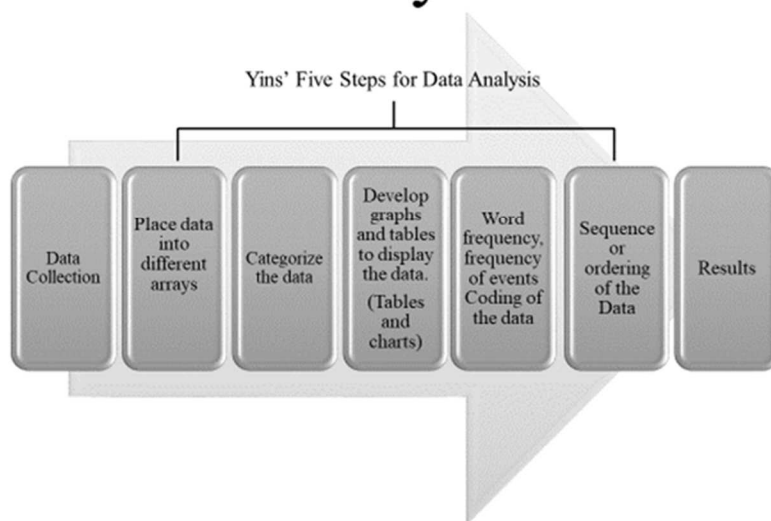 Yins’ Five Steps for Data Analysis
Data
Collection
Place data
into
different
arrays
Categorize
the data
Develop
graphs
and tables
to display
the data.
(Tables
and
charts)
Word
frequency,
frequency
of events
Coding of
the data
Sequence
or
ordering
of the
Data
Results